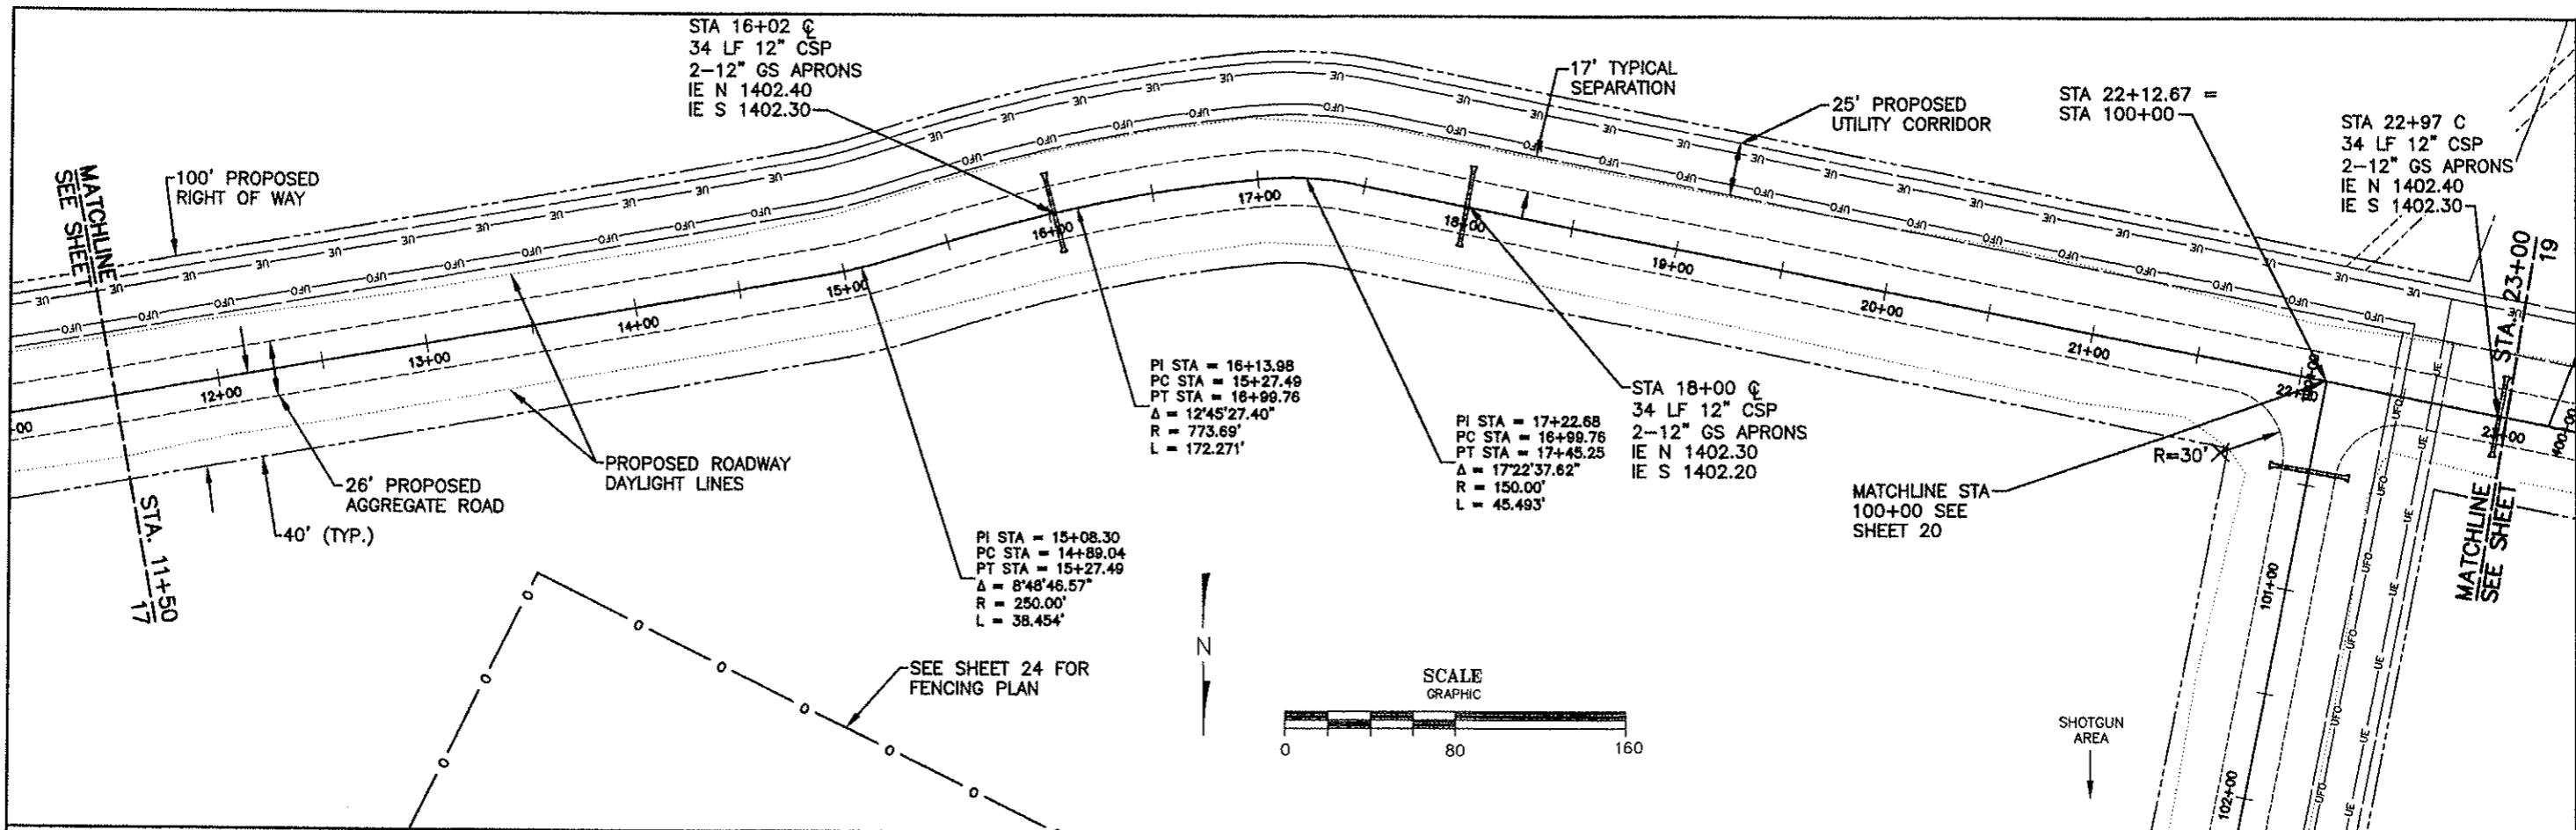 STA 16+02 ℄
34 LF 12" CSP
2-12" GS APRONS
IE N 1402.40
IE S 1402.30
17' TYPICAL
SEPARATION
25' PROPOSED
UTILITY CORRIDOR
STA 22+12.67 =
STA 100+00
STA 22+97 C
34 LF 12" CSP
2-12" GS APRONS
IE N 1402.40
IE S 1402.30
MATCHLINE
SEE SHEET
STA. 11+50
17
100' PROPOSED
RIGHT OF WAY
UE
UFO
12+00
13+00
14+00
15+00
16+00
17+00
18+00
19+00
20+00
21+00
22+00
101+00
102+00
MATCHLINE
SEE SHEET
STA. 23+00
19
26' PROPOSED
AGGREGATE ROAD
40' (TYP.)
PROPOSED ROADWAY
DAYLIGHT LINES
PI STA = 15+08.30
PC STA = 14+89.04
PT STA = 15+27.49
Δ = 8°48'46.57"
R = 250.00'
L = 38.454'
PI STA = 16+13.98
PC STA = 15+27.49
PT STA = 16+99.76
Δ = 12°45'27.40"
R = 773.69'
L = 172.271'
PI STA = 17+22.68
PC STA = 16+99.76
PT STA = 17+45.25
Δ = 17°22'37.62"
R = 150.00'
L = 45.493'
STA 18+00 ℄
34 LF 12" CSP
2-12" GS APRONS
IE N 1402.30
IE S 1402.20
R=30'
MATCHLINE STA
100+00 SEE
SHEET 20
SEE SHEET 24 FOR
FENCING PLAN
N
SCALE
GRAPHIC
0 80 160
SHOTGUN
AREA